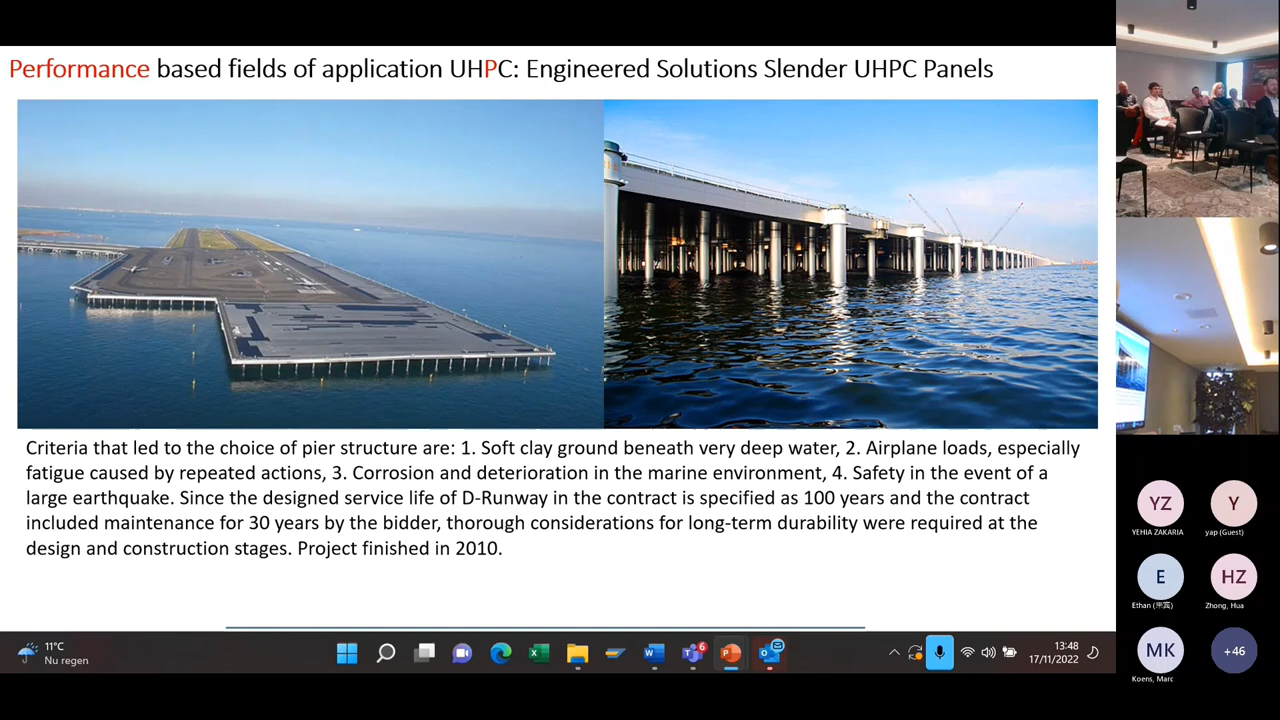 Performance based fields of application UHPC: Engineered Solutions Slender UHPC Panels
Criteria that led to the choice of pier structure are: 1. Soft clay ground beneath very deep water, 2. Airplane loads, especially
fatigue caused by repeated actions, 3. Corrosion and deterioration in the marine environment, 4. Safety in the event of a
large earthquake. Since the designed service life of D-Runway in the contract is specified as 100 years and the contract
included maintenance for 30 years by the bidder, thorough considerations for long-term durability were required at the
design and construction stages. Project finished in 2010.
11°C
Nu regen
6
13:48
17/11/2022
YZ
YEHIA ZAKARIA
Y
yap (Guest)
E
HZ
Zhong, Hua
MK
Koens, Marc
+46